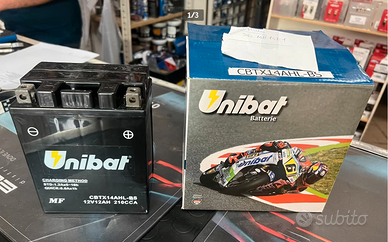 1/3
CBTX14AHL-BS
Unibat
Batterie
Unibat
CHARGING METHOD
MF
CBTX14AHL-BS
12V12AH 210CCA
subito